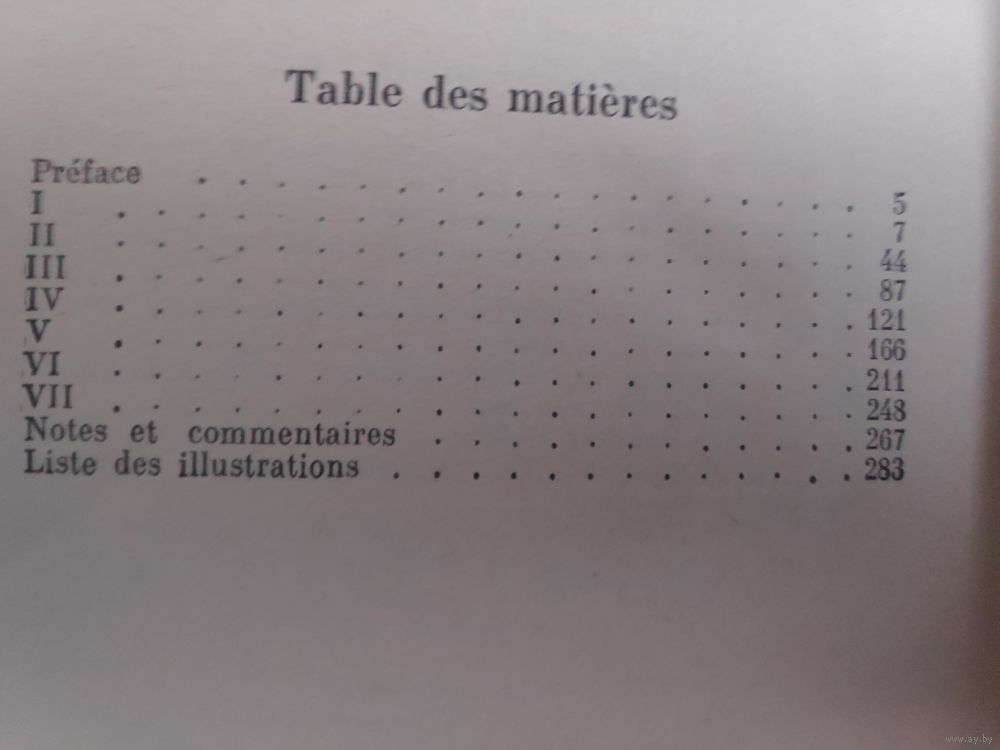 Table des matières
Préface . . . . . . . . . . . . . . . . . . 5
I . . . . . . . . . . . . . . . . . . . . 7
II . . . . . . . . . . . . . . . . . . . . 44
III . . . . . . . . . . . . . . . . . . . . 87
IV . . . . . . . . . . . . . . . . . . . . 121
V . . . . . . . . . . . . . . . . . . . . 166
VI . . . . . . . . . . . . . . . . . . . . 211
VII . . . . . . . . . . . . . . . . . . . . 248
Notes et commentaires . . . . . . . . . . . . 267
Liste des illustrations . . . . . . . . . . . . . 283
www.ay.by